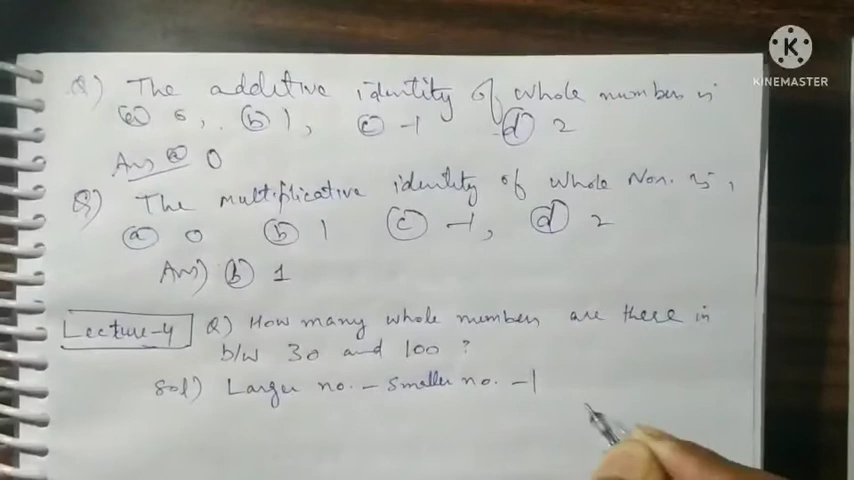 Q) The additive identity of whole numbers is
(a) 0, (b) 1, (c) -1 (d) 2
Ans (a) 0
Q) The multiplicative identity of whole Non. is,
(a) 0 (b) 1 (c) -1, (d) 2
Ans) (b) 1
Lecture-4 Q) How many whole numbers are there in
b/w 30 and 100 ?
Sol) Larger no. - Smaller no. -1
K
KINEMASTER